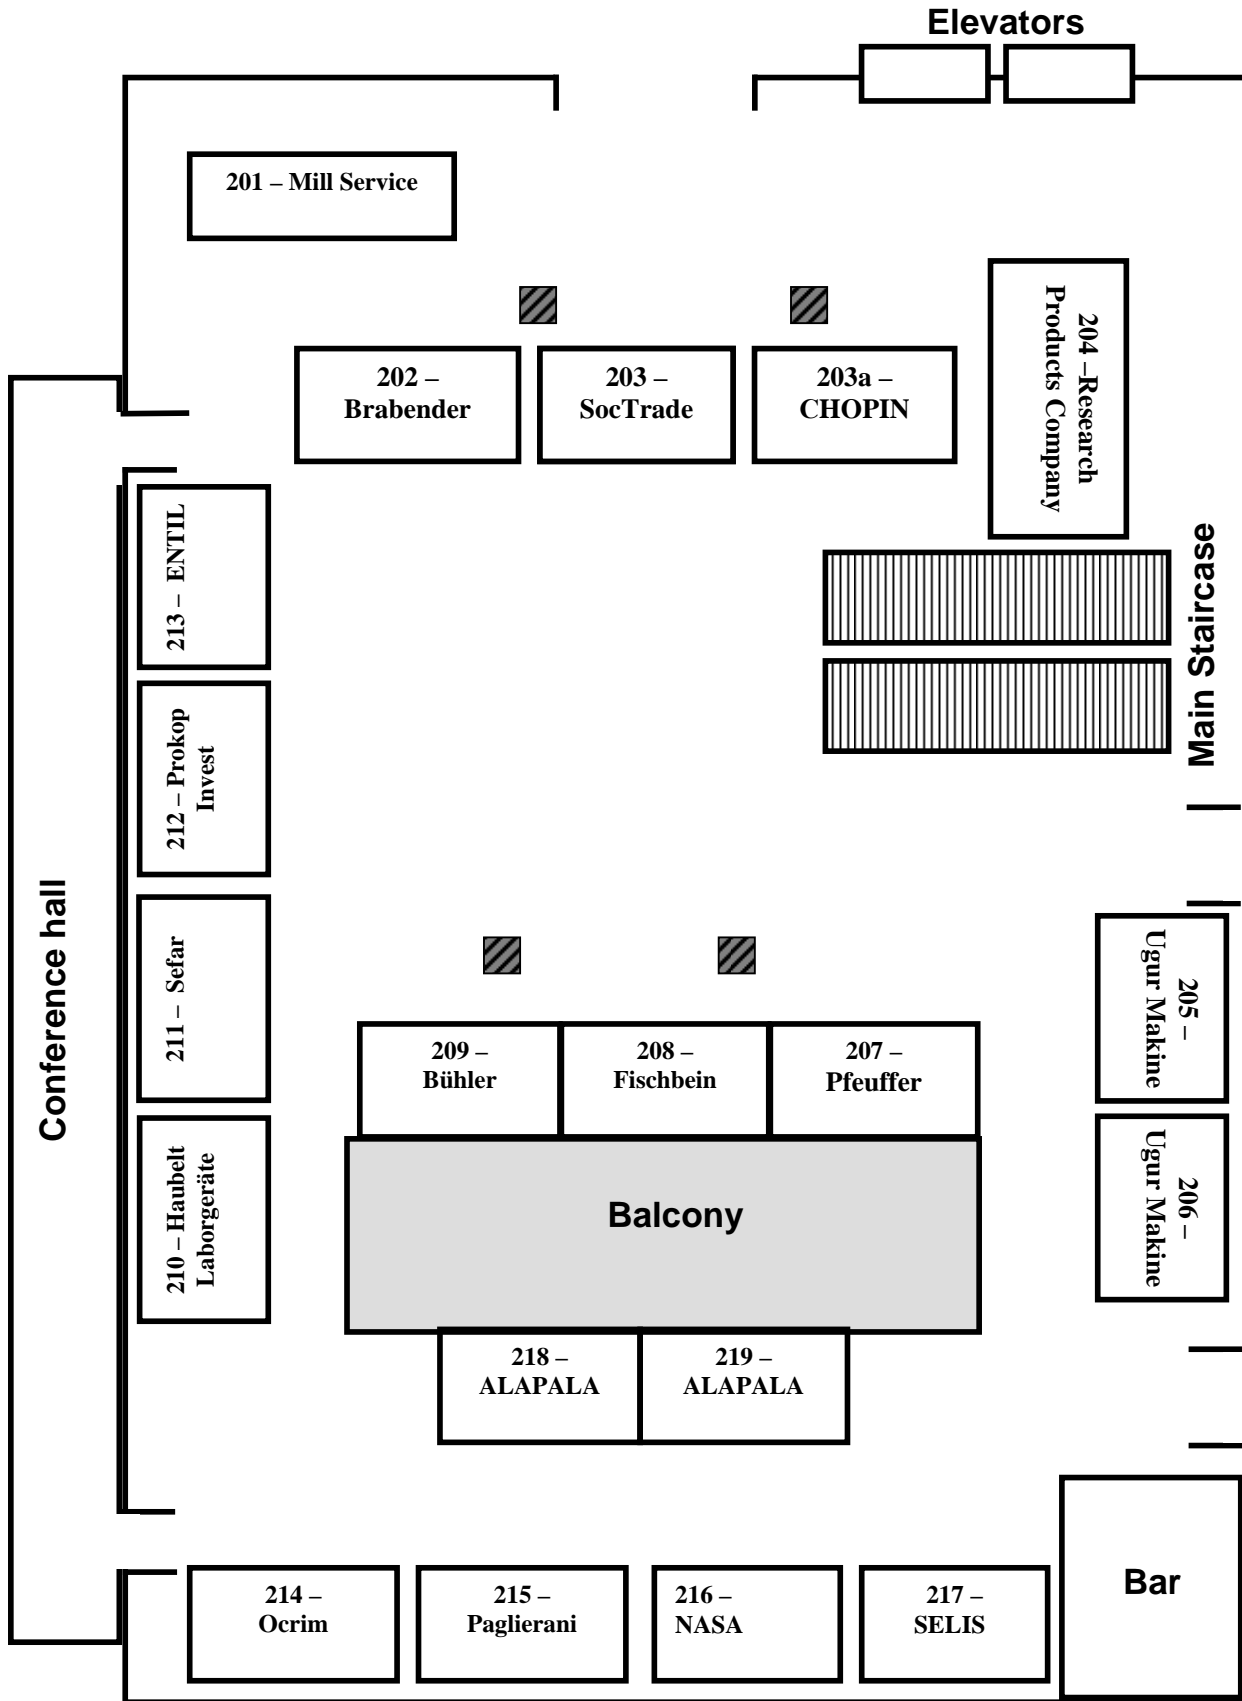 Elevators
201 – Mill Service
202 –
Brabender
203 –
SocTrade
203a –
CHOPIN
204 –Research
Products Company
Main Staircase
213 – ENTIL
212 – Prokop
Invest
211 – Sefar
210 – Haubelt
Laborgeräte
Conference hall
205 –
Ugur Makine
206 –
Ugur Makine
209 –
Bühler
208 –
Fischbein
207 –
Pfeuffer
Balcony
218 –
ALAPALA
219 –
ALAPALA
214 –
Ocrim
215 –
Paglierani
216 –
NASA
217 –
SELIS
Bar